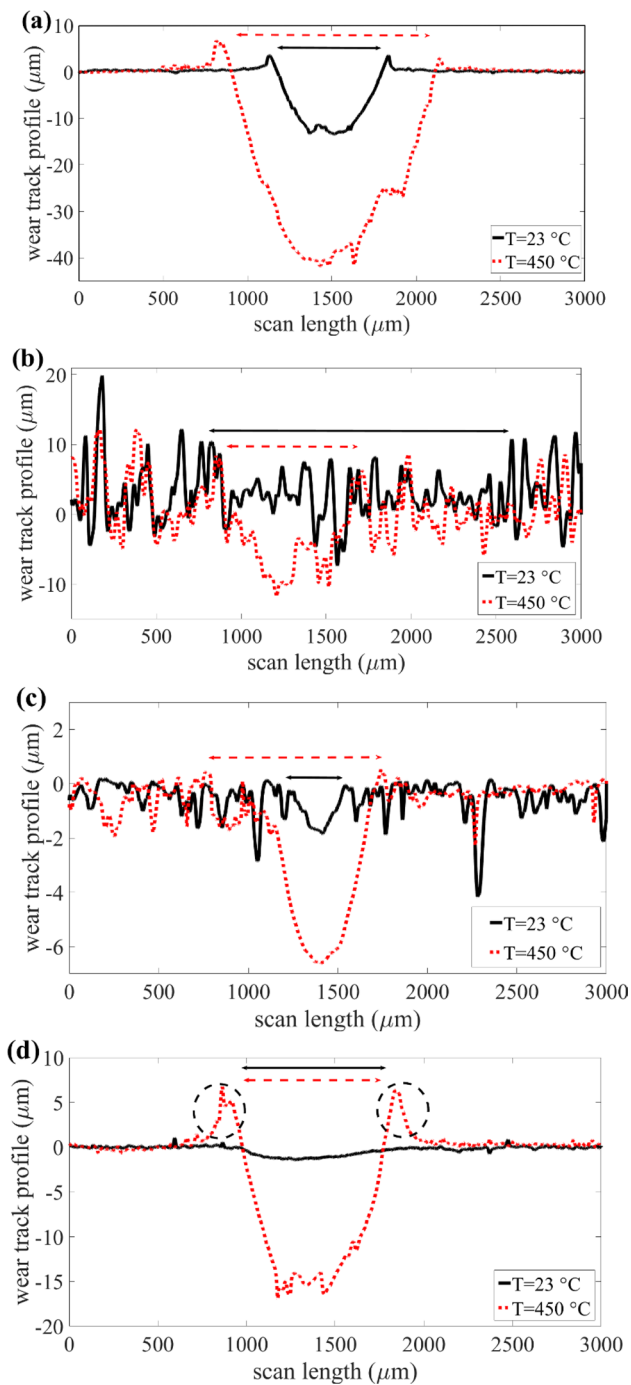 (a)
wear track profile (μm)
10
0
-10
-20
-30
-40
T=23 °C
T=450 °C
0 500 1000 1500 2000 2500 3000
scan length (μm)
(b)
wear track profile (μm)
20
10
0
-10
T=23 °C
T=450 °C
0 500 1000 1500 2000 2500 3000
scan length (μm)
(c)
wear track profile (μm)
2
0
-2
-4
-6
T=23 °C
T=450 °C
0 500 1000 1500 2000 2500 3000
scan length (μm)
(d)
wear track profile (μm)
10
5
0
-5
-10
-15
-20
T=23 °C
T=450 °C
0 500 1000 1500 2000 2500 3000
scan length (μm)